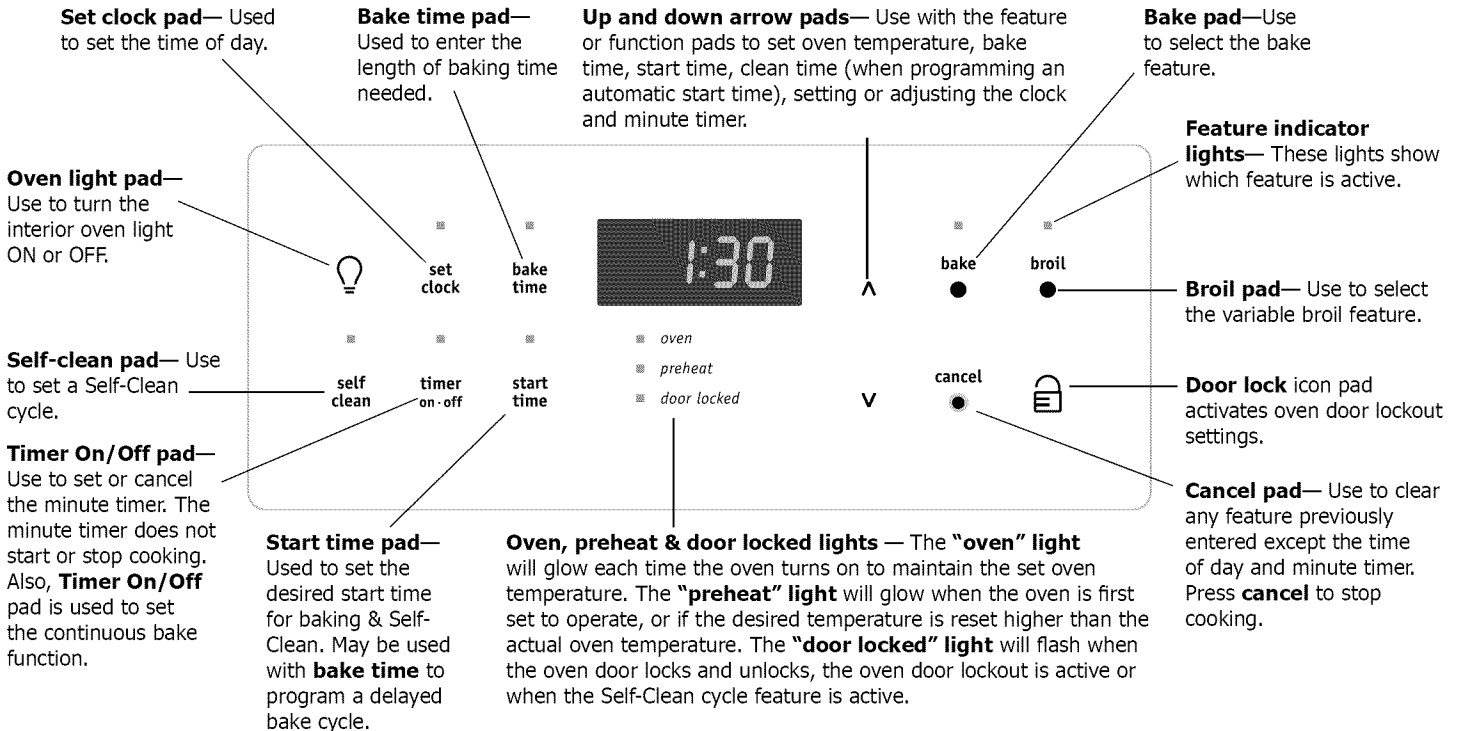 Set clock pad— Used
to set the time of day.
Bake time pad—
Used to enter the
length of baking time
needed.
Up and down arrow pads— Use with the feature
or function pads to set oven temperature, bake
time, start time, clean time (when programming an
automatic start time), setting or adjusting the clock
and minute timer.
Bake pad—Use
to select the bake
feature.
Feature indicator
lights— These lights show
which feature is active.
Oven light pad—
Use to turn the
interior oven light
ON or OFF.
set
clock
bake
time
1:30
bake
broil
Broil pad— Use to select
the variable broil feature.
Self-clean pad— Use
to set a Self-Clean
cycle.
self
clean
timer
on·off
start
time
oven
preheat
door locked
cancel
Door lock icon pad
activates oven door lockout
settings.
Timer On/Off pad—
Use to set or cancel
the minute timer. The
minute timer does not
start or stop cooking.
Also, Timer On/Off
pad is used to set
the continuous bake
function.
Start time pad—
Used to set the
desired start time
for baking & Self-
Clean. May be used
with bake time to
program a delayed
bake cycle.
Oven, preheat & door locked lights — The “oven” light
will glow each time the oven turns on to maintain the set oven
temperature. The “preheat” light will glow when the oven is first
set to operate, or if the desired temperature is reset higher than the
actual oven temperature. The “door locked” light will flash when
the oven door locks and unlocks, the oven door lockout is active or
when the Self-Clean cycle feature is active.
Cancel pad— Use to clear
any feature previously
entered except the time
of day and minute timer.
Press cancel to stop
cooking.